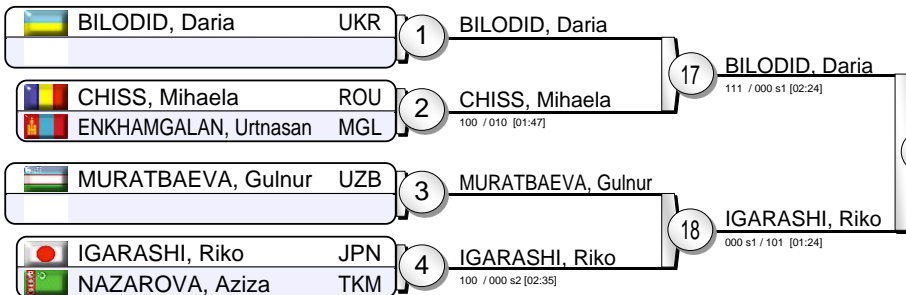 BILODID, Daria UKR
1
BILODID, Daria
17
BILODID, Daria
111 / 000 s1 [02:24]
CHISS, Mihaela ROU
ENKHAMGALAN, Urtnasan MGL
2
CHISS, Mihaela
100 / 010 [01:47]
MURATBAEVA, Gulnur UZB
3
MURATBAEVA, Gulnur
18
IGARASHI, Riko
000 s1 / 101 [01:24]
IGARASHI, Riko JPN
NAZAROVA, Aziza TKM
4
IGARASHI, Riko
100 / 000 s2 [02:35]